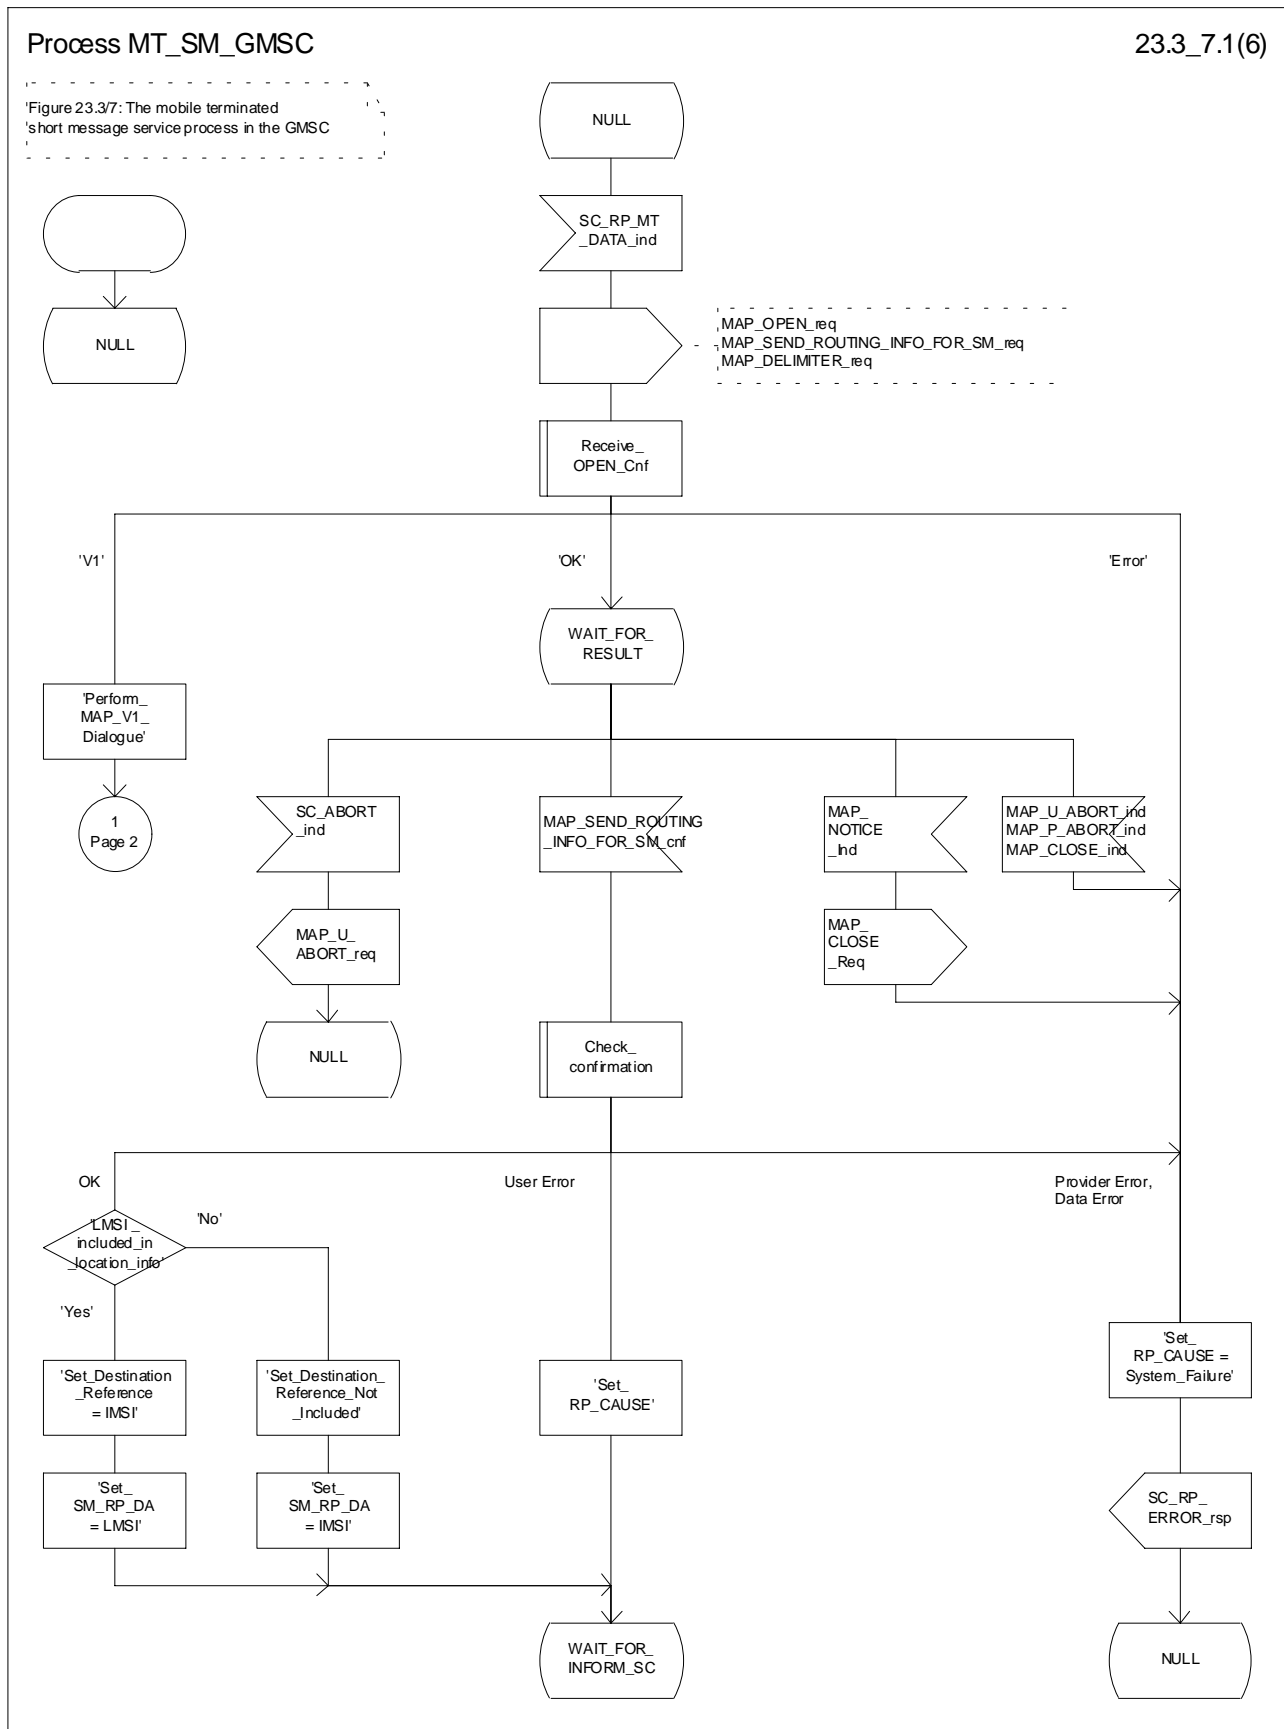 Process MT_SM_GMSC
23.3_7.1(6)
'Figure 23.3/7: The mobile terminated
'short message service process in the GMSC
NULL
SC_RP_MT
_DATA_ind
NULL
MAP_OPEN_req
MAP_SEND_ROUTING_INFO_FOR_SM_req
MAP_DELIMITER_req
Receive_
OPEN_Cnf
'V1'
'OK'
'Error'
WAIT_FOR_
RESULT
'Perform_
MAP_V1_
Dialogue'
1
Page 2
SC_ABORT
_ind
MAP_SEND_ROUTING
_INFO_FOR_SM_cnf
MAP_
NOTICE
_Ind
MAP_U_ABORT_ind
MAP_P_ABORT_ind
MAP_CLOSE_ind
MAP_U_
ABORT_req
MAP_
CLOSE
_Req
NULL
Check_
confirmation
OK
User Error
Provider Error,
Data Error
'LMSI_
included_in
_location_info'
'No'
'Yes'
'Set_Destination
_Reference
= IMSI'
'Set_Destination_
Reference_Not
_Included'
'Set_
RP_CAUSE'
'Set_
RP_CAUSE =
System_Failure'
'Set_
SM_RP_DA
= LMSI'
'Set_
SM_RP_DA
= IMSI'
SC_RP_
ERROR_rsp
WAIT_FOR_
INFORM_SC
NULL